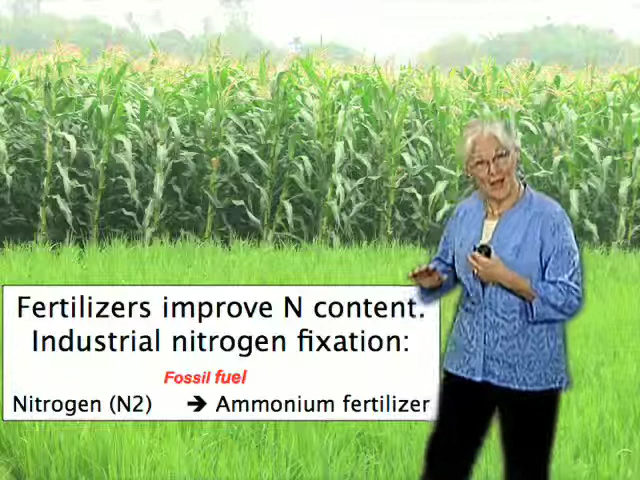 Fertilizers improve N content.
Industrial nitrogen fixation:
Fossil fuel
Nitrogen (N2) ➔ Ammonium fertilizer